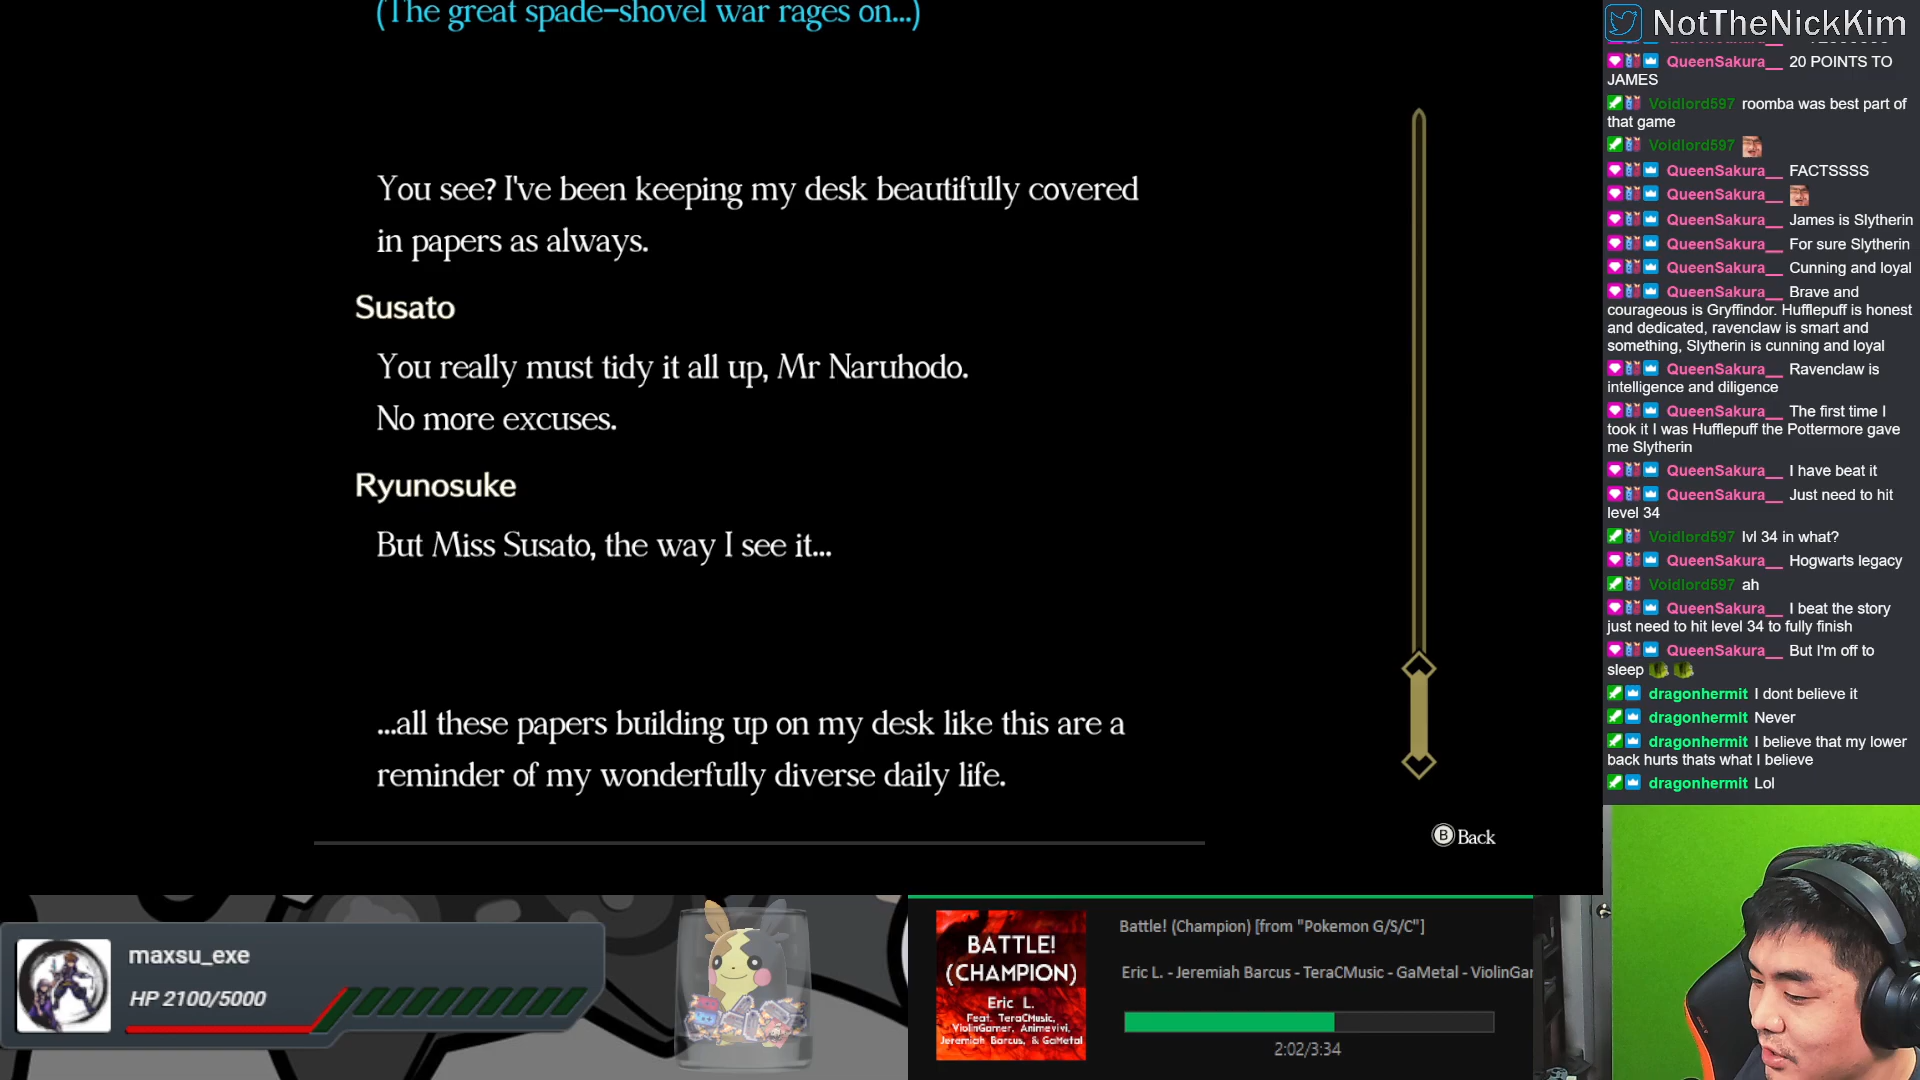 (The great spade-shovel war rages on...)
You see? I've been keeping my desk beautifully covered
in papers as always.
Susato
You really must tidy it all up, Mr Naruhodo.
No more excuses.
Ryunosuke
But Miss Susato, the way I see it...
...all these papers building up on my desk like this are a
reminder of my wonderfully diverse daily life.
B Back
NotTheNickKim
QueenSakura__ 20 POINTS TO
JAMES
Voidlord597 roomba was best part of
that game
Voidlord597
QueenSakura__ FACTSSSS
QueenSakura__
QueenSakura__ James is Slytherin
QueenSakura__ For sure Slytherin
QueenSakura__ Cunning and loyal
QueenSakura__ Brave and
courageous is Gryffindor. Hufflepuff is honest
and dedicated, ravenclaw is smart and
something, Slytherin is cunning and loyal
QueenSakura__ Ravenclaw is
intelligence and diligence
QueenSakura__ The first time I
took it I was Hufflepuff the Pottermore gave
me Slytherin
QueenSakura__ I have beat it
QueenSakura__ Just need to hit
level 34
Voidlord597 lvl 34 in what?
QueenSakura__ Hogwarts legacy
Voidlord597 ah
QueenSakura__ I beat the story
just need to hit level 34 to fully finish
QueenSakura__ But I'm off to
sleep
dragonhermit I dont believe it
dragonhermit Never
dragonhermit I believe that my lower
back hurts thats what I believe
dragonhermit Lol
maxsu_exe
HP 2100/5000
BATTLE!
(CHAMPION)
Eric L.
Feat. TeraCMusic,
ViolinGamer, Animevivi,
Jeremiah Barcus, & GaMetal
Battle! (Champion) [from "Pokemon G/S/C"]
Eric L. - Jeremiah Barcus - TeraCMusic - GaMetal - ViolinGar
2:02/3:34